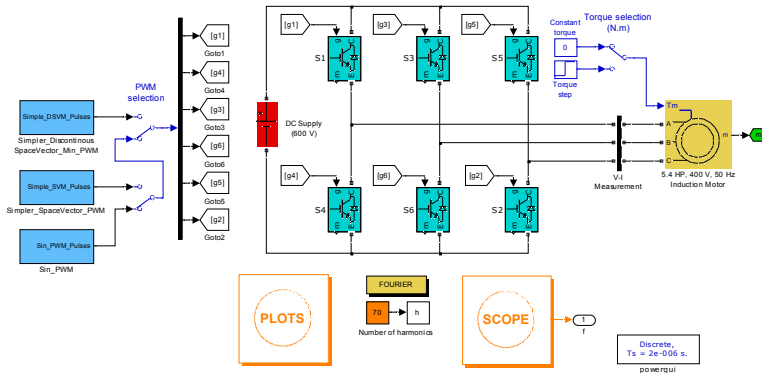 PWM
selection
Simple_DSVM_Pulses
Simpler_Discontinous
SpaceVector_Min_PWM
Simple_SVM_Pulses
Simpler_SpaceVector_PWM
Sin_PWM_Pulses
Sin_PWM
[g1]
Goto1
[g4]
Goto4
[g3]
Goto3
[g6]
Goto6
[g5]
Goto5
[g2]
Goto2
DC Supply
(600 V)
[g1]
[g3]
[g5]
g
C
S1
m
E
g
C
S3
m
E
g
C
S5
m
E
[g4]
[g6]
[g2]
g
C
S4
m
E
g
C
S6
m
E
g
C
S2
m
E
Torque selection
(N.m)
Constant
torque
0
Torque
step
V-I
Measurement
Tm
A
B
C
m
5.4 HP, 400 V, 50 Hz
Induction Motor
PLOTS
FOURIER
70
h
Number of harmonics
SCOPE
1
f
Discrete,
Ts = 2e-006 s.
powergui